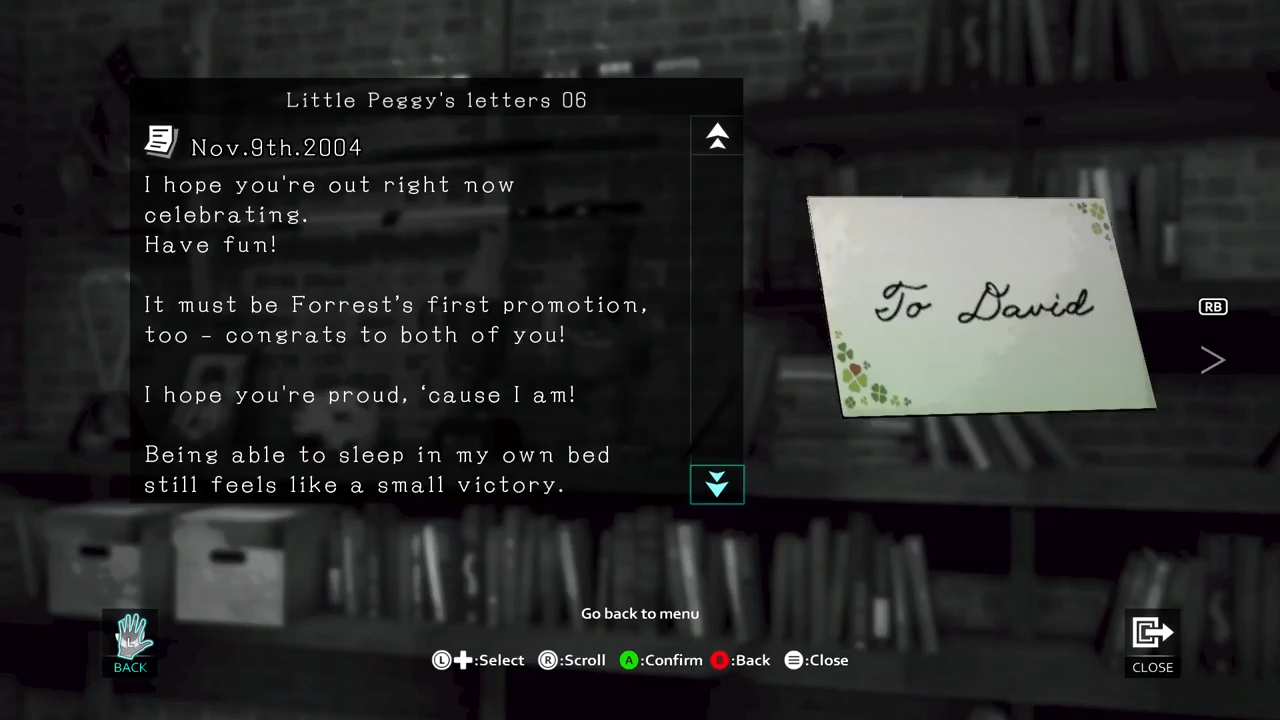 Little Peggy's letters 06
Nov.9th.2004
I hope you're out right now
celebrating.
Have fun!
It must be Forrest's first promotion,
too – congrats to both of you!
I hope you're proud, ‘cause I am!
Being able to sleep in my own bed
still feels like a small victory.
To David
RB
Go back to menu
L
BACK
L :Select R :Scroll A :Confirm B :Back :Close
CLOSE